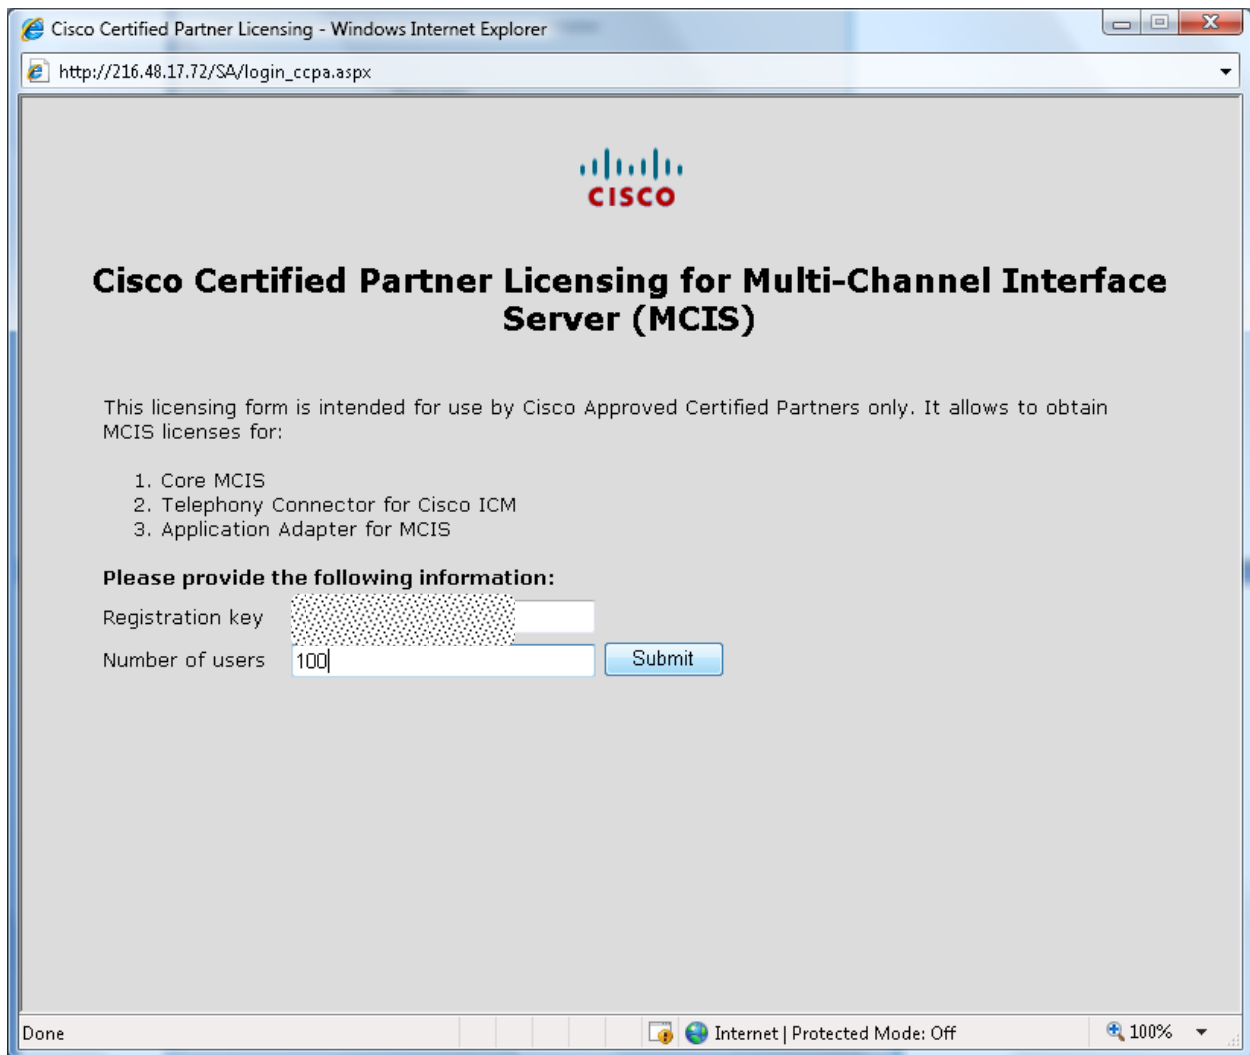 Cisco Certified Partner Licensing - Windows Internet Explorer
http://216.48.17.72/SA/login_ccpa.aspx
CISCO
Cisco Certified Partner Licensing for Multi-Channel Interface
Server (MCIS)
This licensing form is intended for use by Cisco Approved Certified Partners only. It allows to obtain
MCIS licenses for:
1. Core MCIS
2. Telephony Connector for Cisco ICM
3. Application Adapter for MCIS
Please provide the following information:
Registration key
Number of users 100 Submit
Done Internet | Protected Mode: Off 100%